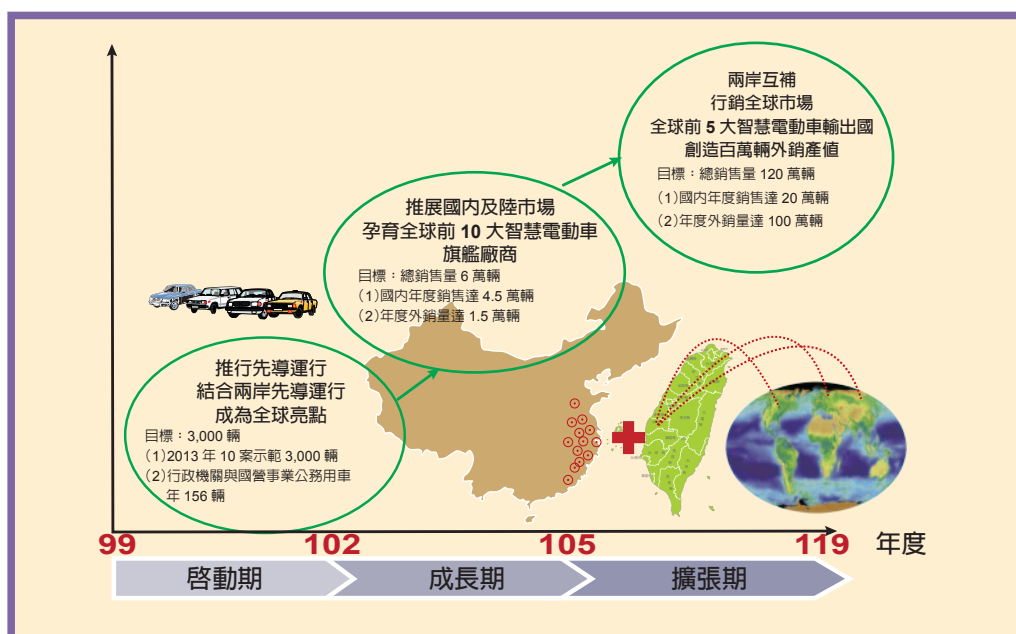 兩岸互補
行銷全球市場
全球前 5 大智慧電動車輸出國
創造百萬輛外銷產值
目標：總銷售量 120 萬輛
(1)國內年度銷售達 20 萬輛
(2)年度外銷量達 100 萬輛
推展國內及陸市場
孕育全球前 10 大智慧電動車
旗艦廠商
目標：總銷售量 6 萬輛
(1)國內年度銷售達 4.5 萬輛
(2)年度外銷量達 1.5 萬輛
推行先導運行
結合兩岸先導運行
成為全球亮點
目標：3,000 輛
(1)2013 年 10 案示範 3,000 輛
(2)行政機關與國營事業公務用車
年 156 輛
99
102
105
119
年度
啓動期
成長期
擴張期